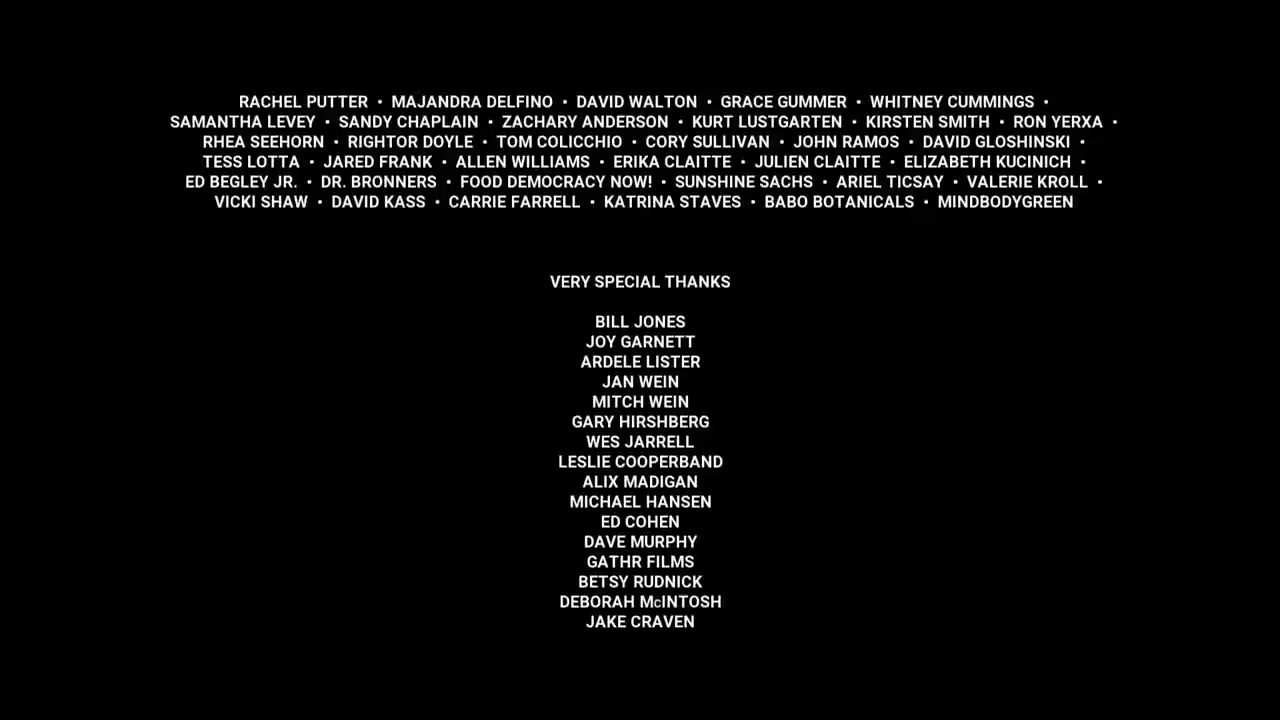 RACHEL PUTTER • MAJANDRA DELFINO • DAVID WALTON • GRACE GUMMER • WHITNEY CUMMINGS •
SAMANTHA LEVEY • SANDY CHAPLAIN • ZACHARY ANDERSON • KURT LUSTGARTEN • KIRSTEN SMITH • RON YERXA •
RHEA SEEHORN • RIGHTOR DOYLE • TOM COLICCHIO • CORY SULLIVAN • JOHN RAMOS • DAVID GLOSHINSKI •
TESS LOTTA • JARED FRANK • ALLEN WILLIAMS • ERIKA CLAITTE • JULIEN CLAITTE • ELIZABETH KUCINICH •
ED BEGLEY JR. • DR. BRONNERS • FOOD DEMOCRACY NOW! • SUNSHINE SACHS • ARIEL TICSAY • VALERIE KROLL •
VICKI SHAW • DAVID KASS • CARRIE FARRELL • KATRINA STAVES • BABO BOTANICALS • MINDBODYGREEN
VERY SPECIAL THANKS
BILL JONES
JOY GARNETT
ARDELE LISTER
JAN WEIN
MITCH WEIN
GARY HIRSHBERG
WES JARRELL
LESLIE COOPERBAND
ALIX MADIGAN
MICHAEL HANSEN
ED COHEN
DAVE MURPHY
GATHR FILMS
BETSY RUDNICK
DEBORAH McINTOSH
JAKE CRAVEN